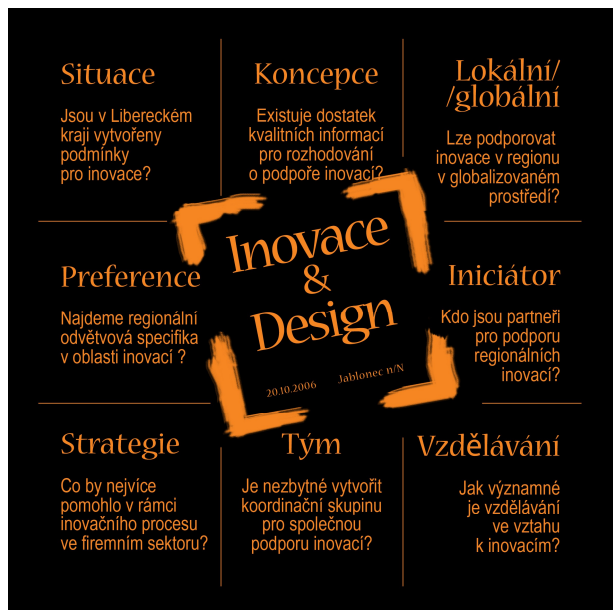 Situace
Jsou v Libereckém
kraji vytvořeny
podmínky
pro inovace?
Koncepce
Existuje dostatek
kvalitních informací
pro rozhodování
o podpoře inovací?
Lokální/
/globální
Lze podporovat
inovace v regionu
v globalizovaném
prostředí?
Preference
Najdeme regionální
odvětvová specifika
v oblasti inovací ?
Inovace
&
Design
20.10.2006 Jablonec n/N
Iniciátor
Kdo jsou partneři
pro podporu
regionálních
inovací?
Strategie
Co by nejvíce
pomohlo v rámci
inovačního procesu
ve firemním sektoru?
Tým
Je nezbytné vytvořit
koordinační skupinu
pro společnou
podporu inovací?
Vzdělávání
Jak významné
je vzdělávání
ve vztahu
k inovacím?